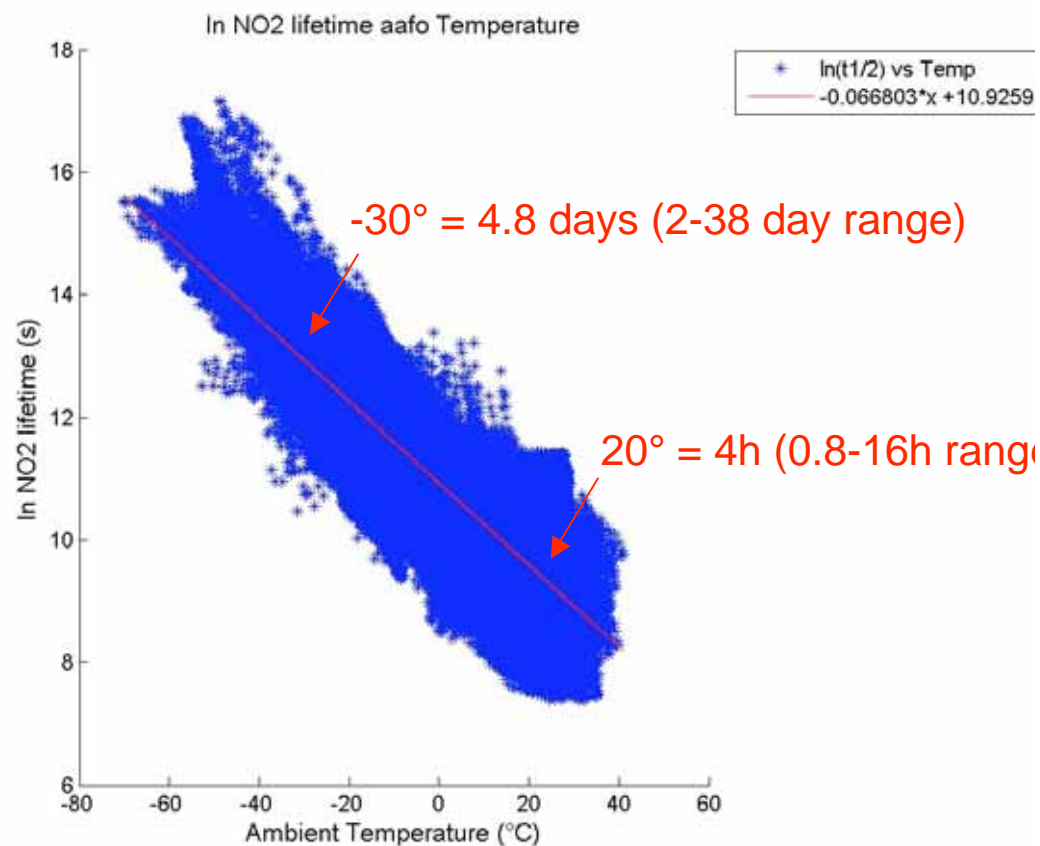 ln NO2 lifetime aafo Temperature
ln(t1/2) vs Temp
-0.066803*x +10.9259
18
16
14
12
10
8
6
ln NO2 lifetime (s)
-30° = 4.8 days (2-38 day range)
20° = 4h (0.8-16h range
-80
-60
-40
-20
0
20
40
60
Ambient Temperature (°C)